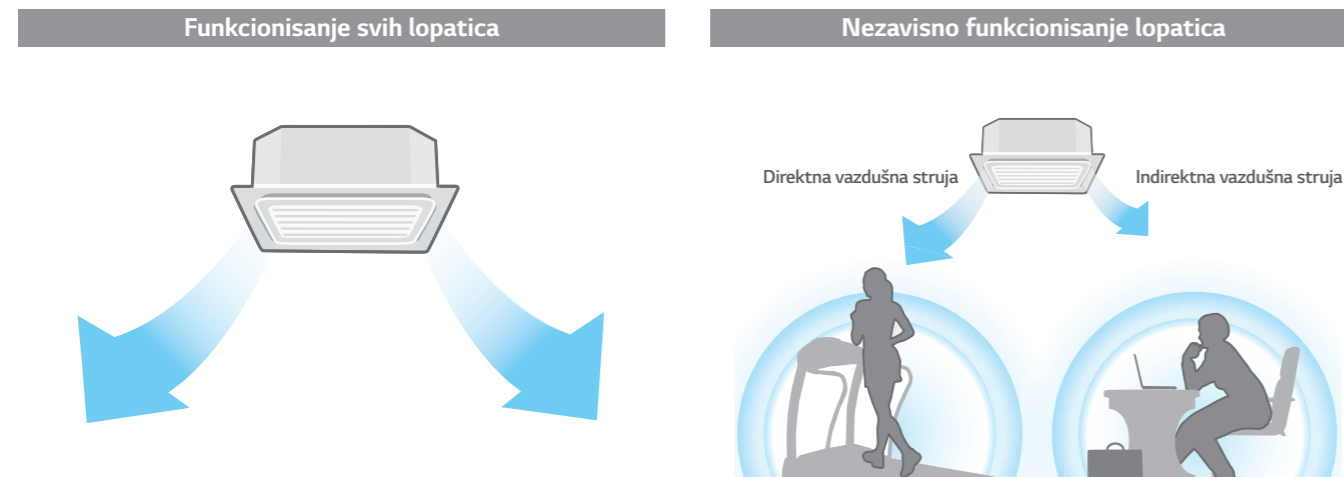 Funkcionisanje svih lopatica
Nezavisno funkcionisanje lopatica
Direktna vazdušna struja
Indirektna vazdušna struja